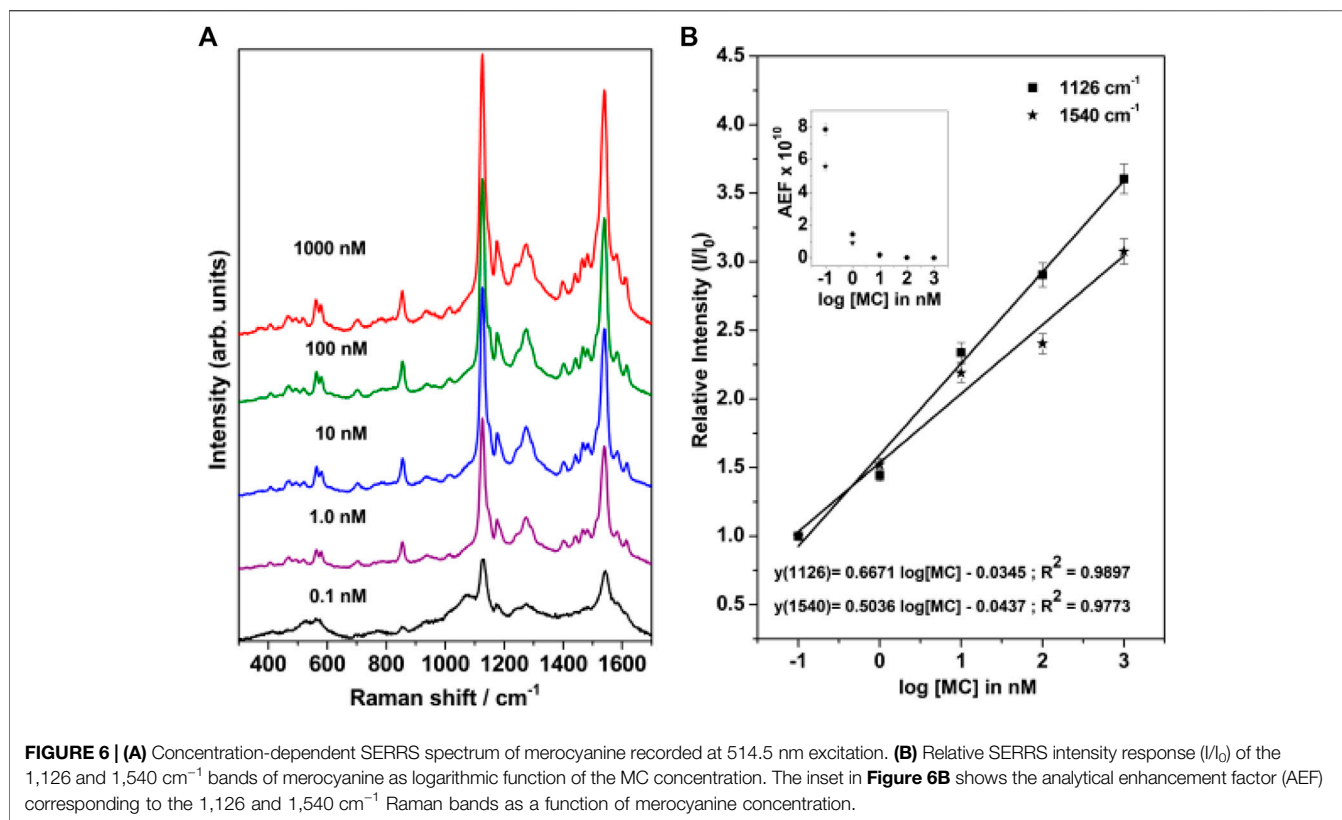 A
Intensity (arb. units)
1000 nM
100 nM
10 nM
1.0 nM
0.1 nM
400 600 800 1000 1200 1400 1600
Raman shift / cm⁻¹
B
Relative Intensity (I/I₀)
4.5
4.0
3.5
3.0
2.5
2.0
1.5
1.0
0.5
■ 1126 cm⁻¹
★ 1540 cm⁻¹
AEF x 10¹⁰
8
6
4
2
0
-1 0 1 2 3
log [MC] in nM
y(1126)= 0.6671 log[MC] - 0.0345 ; R² = 0.9897
y(1540)= 0.5036 log[MC] - 0.0437 ; R² = 0.9773
-1 0 1 2 3
log [MC] in nM
FIGURE 6 | (A) Concentration-dependent SERRS spectrum of merocyanine recorded at 514.5 nm excitation. (B) Relative SERRS intensity response (I/I₀) of the
1,126 and 1,540 cm⁻¹ bands of merocyanine as logarithmic function of the MC concentration. The inset in Figure 6B shows the analytical enhancement factor (AEF)
corresponding to the 1,126 and 1,540 cm⁻¹ Raman bands as a function of merocyanine concentration.